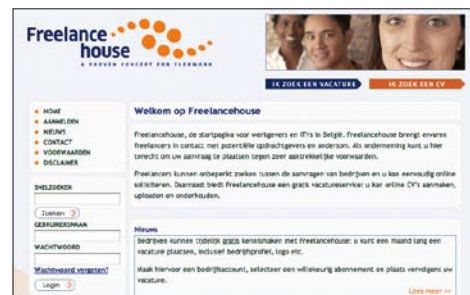 Freelance
house
A PROVEN CONCEPT FOR CLEWORK
IK ZOEK EEN VACATURE
IK ZOEK EEN CV
HOME
AANMELDEN
NIEUWS
CONTACT
VOORWAARDEN
DISCLAIMER
Welkom op Freelancehouse
Freelancehouse, de startpagina voor werkgevers en IT'rs in België. Freelancehouse brengt ervaren
freelancers in contact met potentiële opdrachtgevers en andersom. Als onderneming kunt u hier
terecht om uw aanvraag te plaatsen tegen zeer aantrekkelijke voorwaarden.
Freelancers kunnen onbeperkt zoeken tussen de aanvragen van bedrijven en u kan eenvoudig online
solliciteren. Daarnaast biedt Freelancehouse een gratis vacatureservice: u kan online CV's aanmaken,
uploaden en onderhouden.
SNELZOEKEN
Zoeken
GEBRUIKERSNAAM
WACHTWOORD
Wachtwoord vergeten?
Login
Nieuws
Bedrijven kunnen tijdelijk gratis kennismaken met Freelancehouse: u kunt een maand lang een
vacature plaatsen, inclusief bedrijfsprofiel, logo etc.
Maak hiervoor een bedrijfsaccount, selecteer een willekeurig abonnement en plaats vervolgens uw
vacature.
Lees meer >>